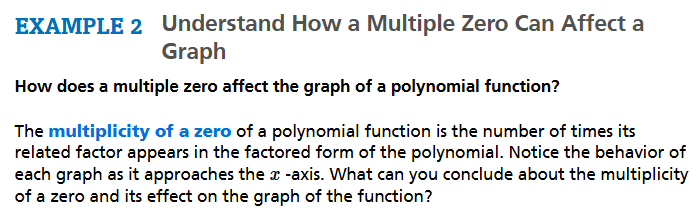 EXAMPLE 2 Understand How a Multiple Zero Can Affect a
Graph
How does a multiple zero affect the graph of a polynomial function?
The multiplicity of a zero of a polynomial function is the number of times its
related factor appears in the factored form of the polynomial. Notice the behavior of
each graph as it approaches the x -axis. What can you conclude about the multiplicity
of a zero and its effect on the graph of the function?